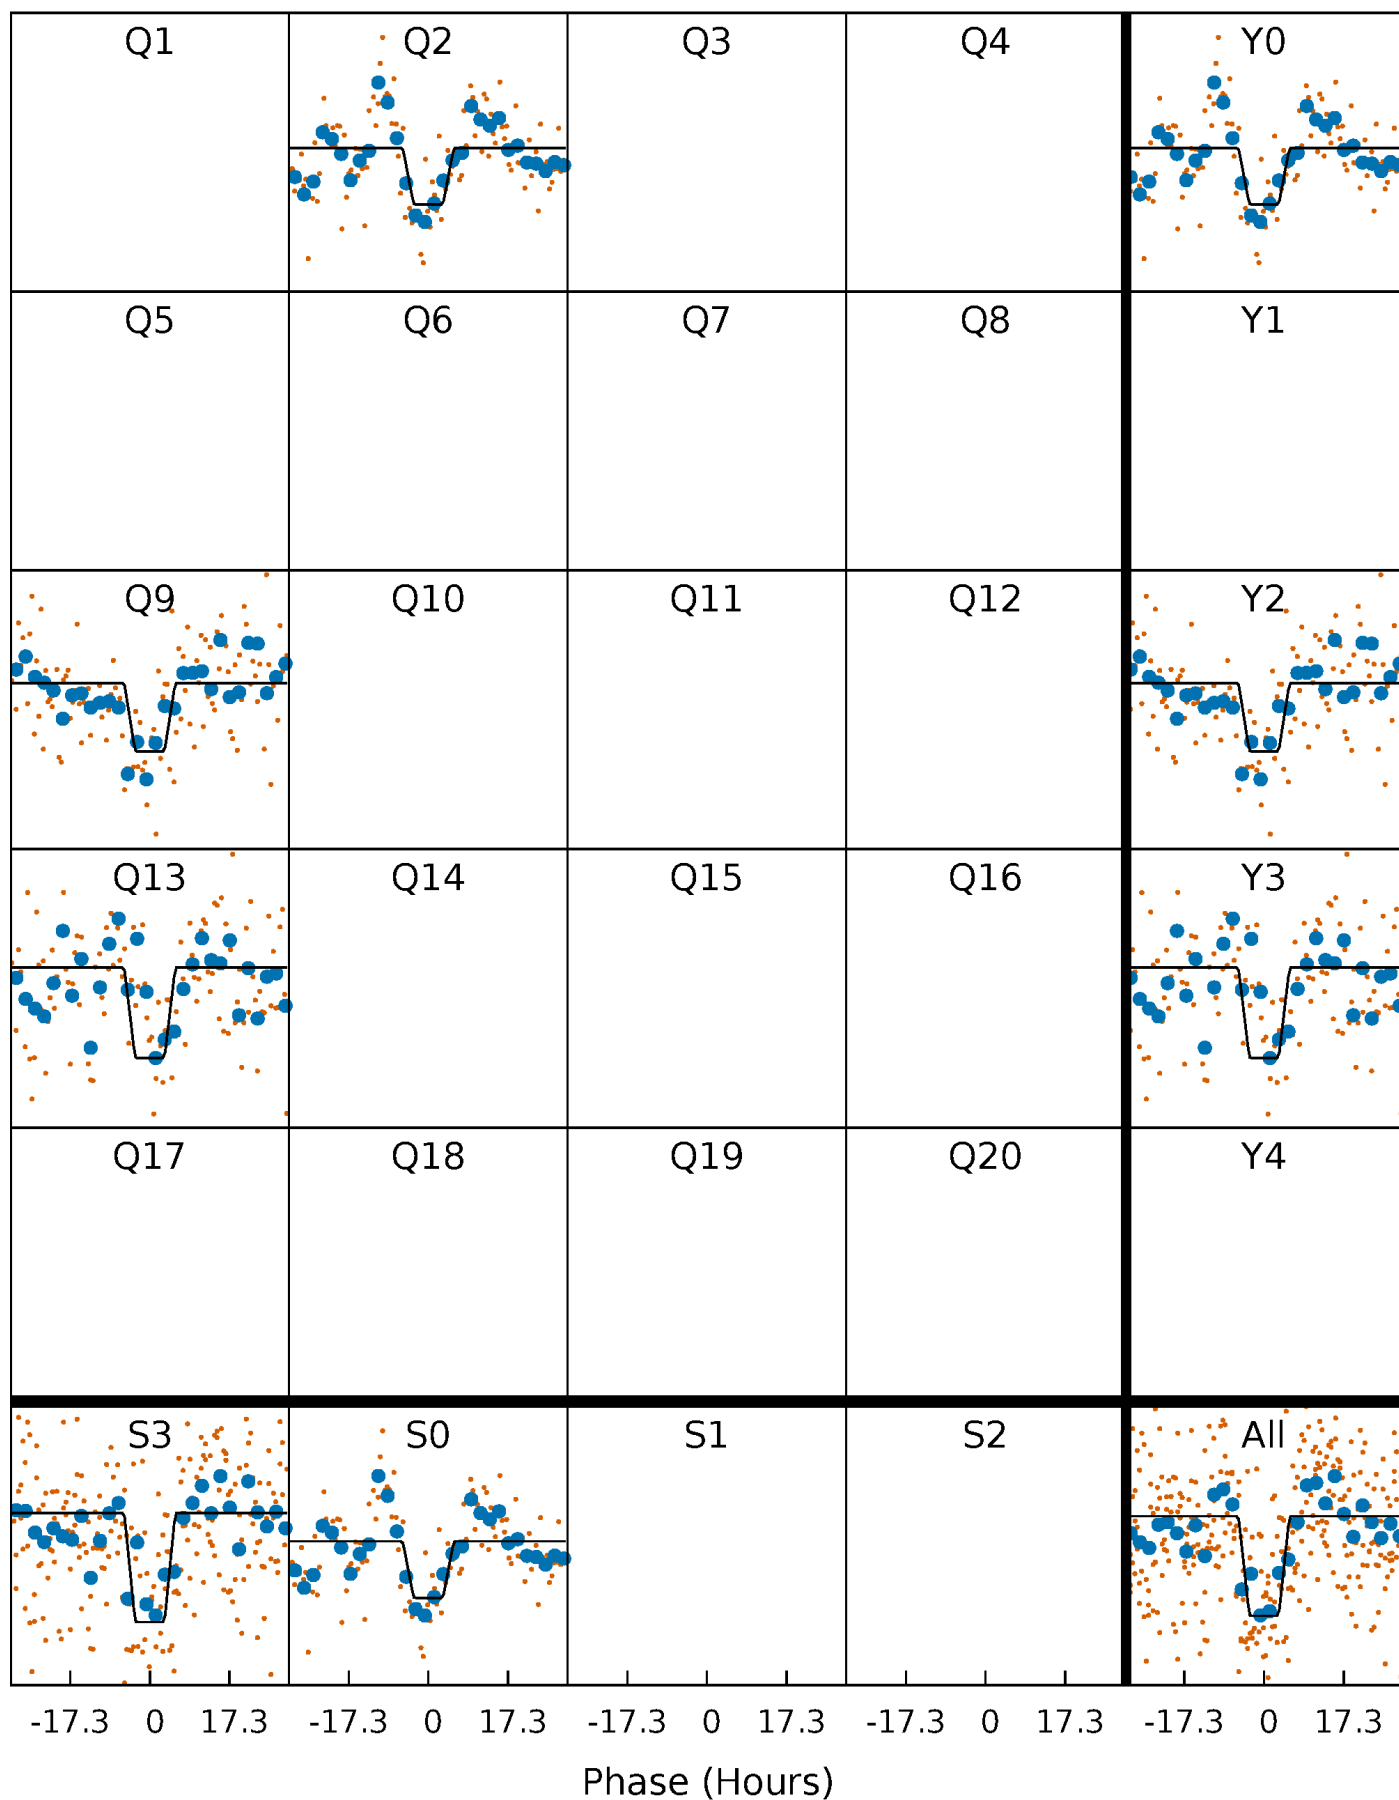 Q1 Q2 Q3 Q4 Y0
Q5 Q6 Q7 Q8 Y1
Q9 Q10 Q11 Q12 Y2
Q13 Q14 Q15 Q16 Y3
Q17 Q18 Q19 Q20 Y4
S3 S0 S1 S2 All
-17.3 0 17.3 -17.3 0 17.3 -17.3 0 17.3 -17.3 0 17.3 -17.3 0 17.3
Phase (Hours)